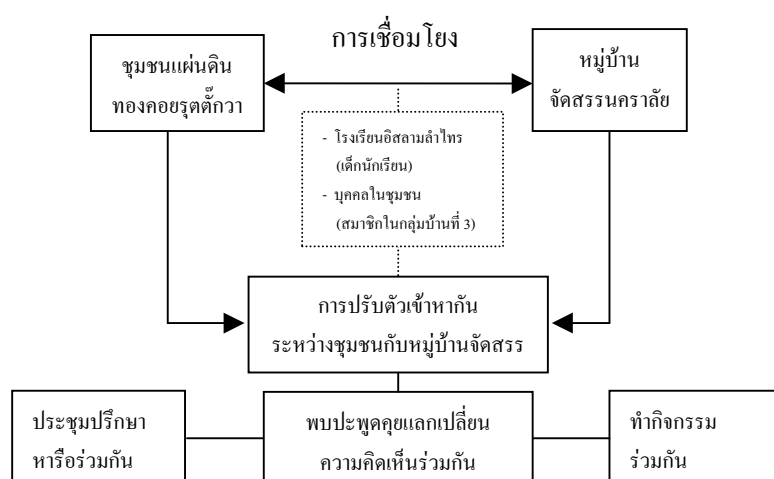 การเชื่อมโยง
ชุมชนแผ่นดิน
ทองคอยรุตตั๊กวา
หมู่บ้าน
จัดสรรนคราลัย
- โรงเรียนอิสลามลำไทร
(เด็กนักเรียน)
- บุคคลในชุมชน
(สมาชิกในกลุ่มบ้านที่ 3)
การปรับตัวเข้าหากัน
ระหว่างชุมชนกับหมู่บ้านจัดสรร
ประชุมปรึกษา
หารือร่วมกัน
พบปะพูดคุยแลกเปลี่ยน
ความคิดเห็นร่วมกัน
ทำกิจกรรม
ร่วมกัน